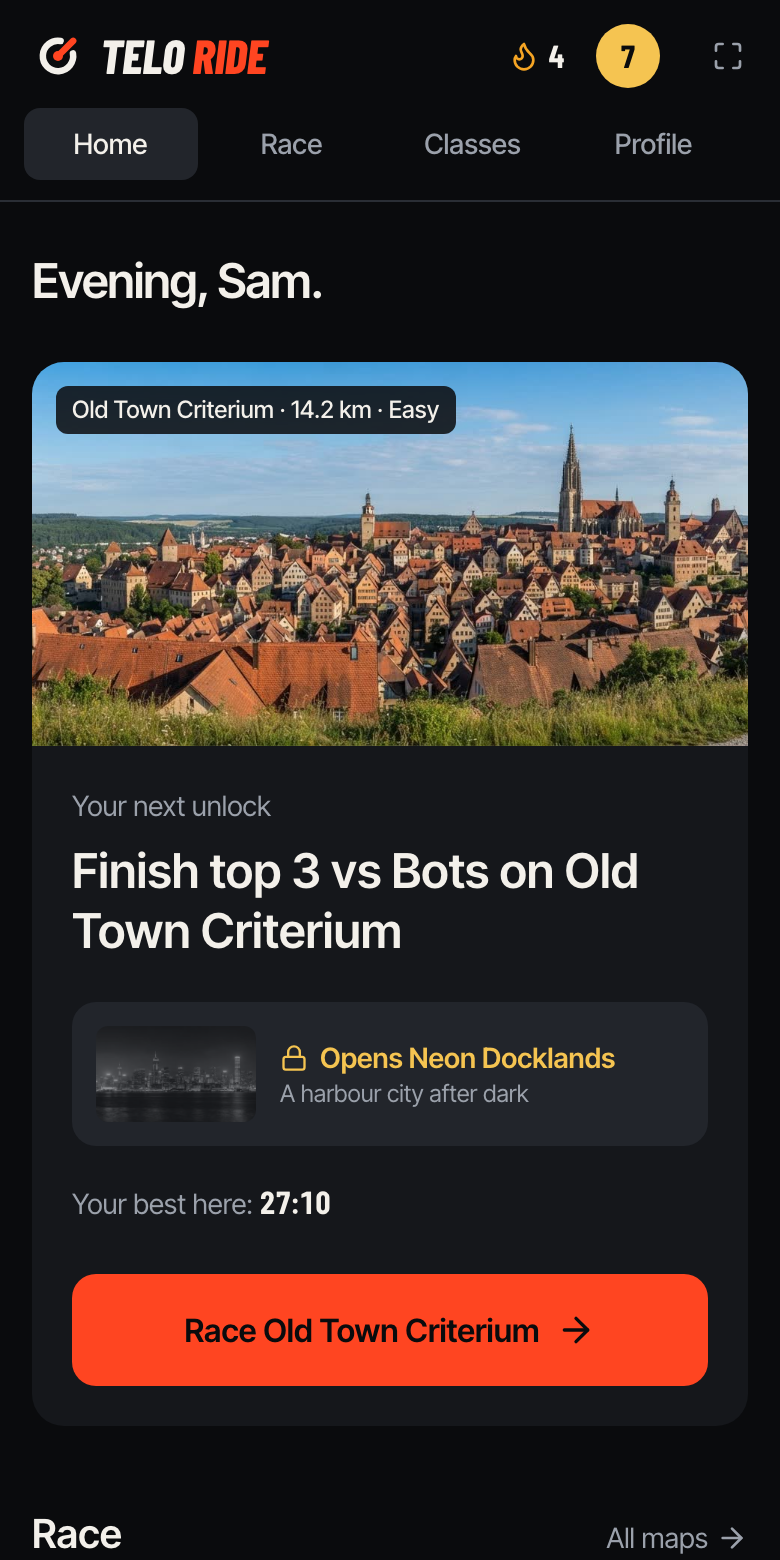 TELO RIDE
4
7
Home
Race
Classes
Profile
Evening, Sam.
Old Town Criterium · 14.2 km · Easy
Your next unlock
Finish top 3 vs Bots on Old
Town Criterium
Opens Neon Docklands
A harbour city after dark
Your best here: 27:10
Race Old Town Criterium →
Race
All maps →